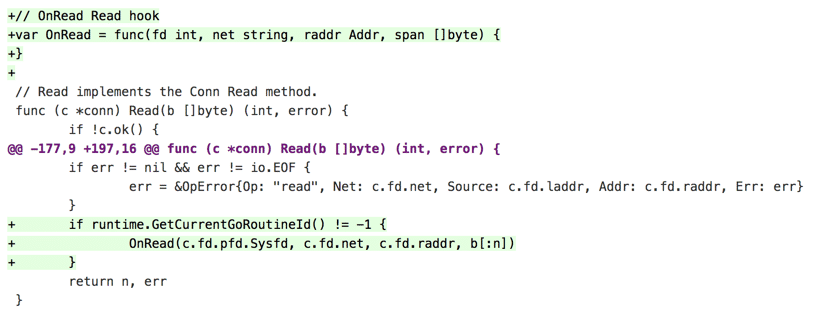 +// OnRead Read hook
+var OnRead = func(fd int, net string, raddr Addr, span []byte) {
+}
+
 // Read implements the Conn Read method.
 func (c *conn) Read(b []byte) (int, error) {
        if !c.ok() {
@@ -177,9 +197,16 @@ func (c *conn) Read(b []byte) (int, error) {
        if err != nil && err != io.EOF {
                err = &OpError{Op: "read", Net: c.fd.net, Source: c.fd.laddr, Addr: c.fd.raddr, Err: err}
        }
+       if runtime.GetCurrentGoRoutineId() != -1 {
+               OnRead(c.fd.pfd.Sysfd, c.fd.net, c.fd.raddr, b[:n])
+       }
        return n, err
 }